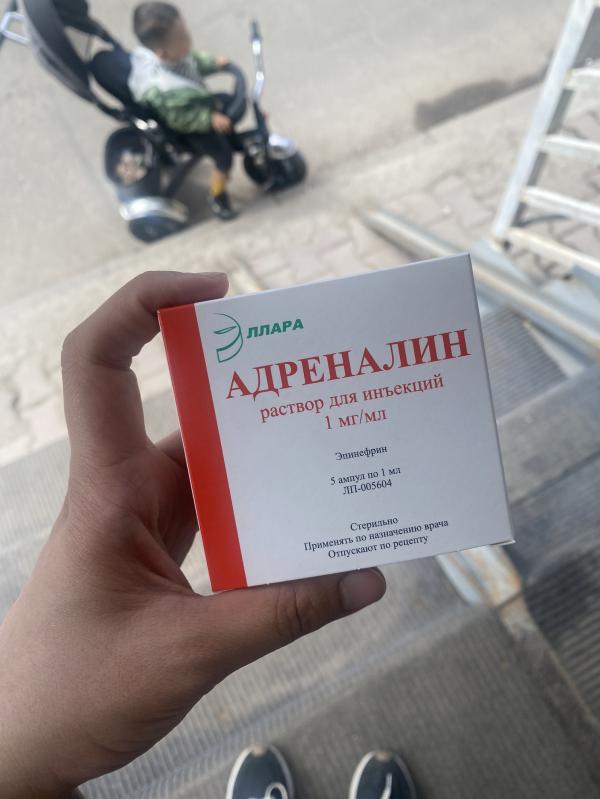 ЭЛЛАРА
АДРЕНАЛИН
раствор для инъекций
1 мг/мл
Эпинефрин
5 ампул по 1 мл
ЛП-005604
Стерильно
Применять по назначению врача
Отпускают по рецепту